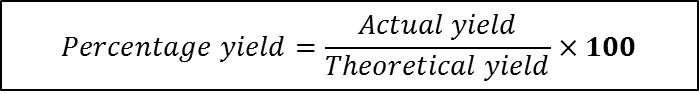 Percentage yield = Actual yield / Theoretical yield × 100